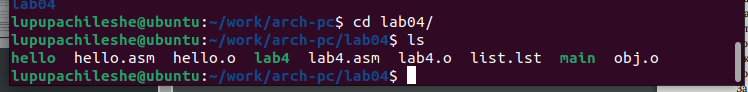 lab04
lupupachileshe@ubuntu:~/work/arch-pc$ cd lab04/
lupupachileshe@ubuntu:~/work/arch-pc/lab04$ ls
hello hello.asm hello.o lab4 lab4.asm lab4.o list.lst main obj.o
lupupachileshe@ubuntu:~/work/arch-pc/lab04$